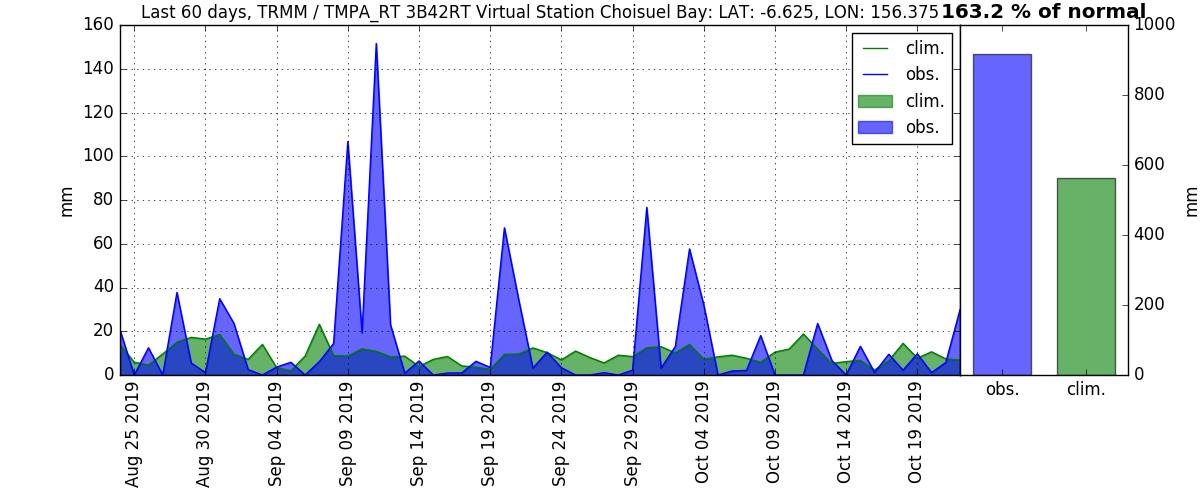 Last 60 days, TRMM / TMPA_RT 3B42RT Virtual Station Choisuel Bay: LAT: -6.625, LON: 156.375
163.2 % of normal
160
140
120
100
80
60
40
20
0
mm
clim.
obs.
clim.
obs.
Aug 25 2019
Aug 30 2019
Sep 04 2019
Sep 09 2019
Sep 14 2019
Sep 19 2019
Sep 24 2019
Sep 29 2019
Oct 04 2019
Oct 09 2019
Oct 14 2019
Oct 19 2019
1000
800
600
400
200
0
mm
obs.
clim.